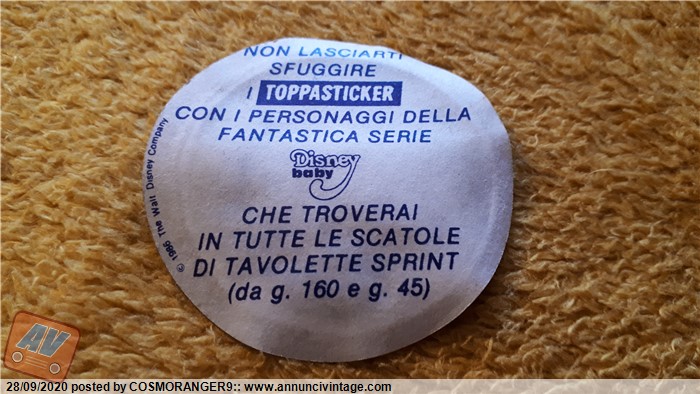 NON LASCIARTI
SFUGGIRE
I TOPPASTICKER
CON I PERSONAGGI DELLA
FANTASTICA SERIE
Disney
baby
CHE TROVERAI
IN TUTTE LE SCATOLE
DI TAVOLETTE SPRINT
(da g. 160 e g. 45)
© 1986 The Walt Disney Company
AV
28/09/2020 posted by COSMORANGER9:: www.annuncivintage.com